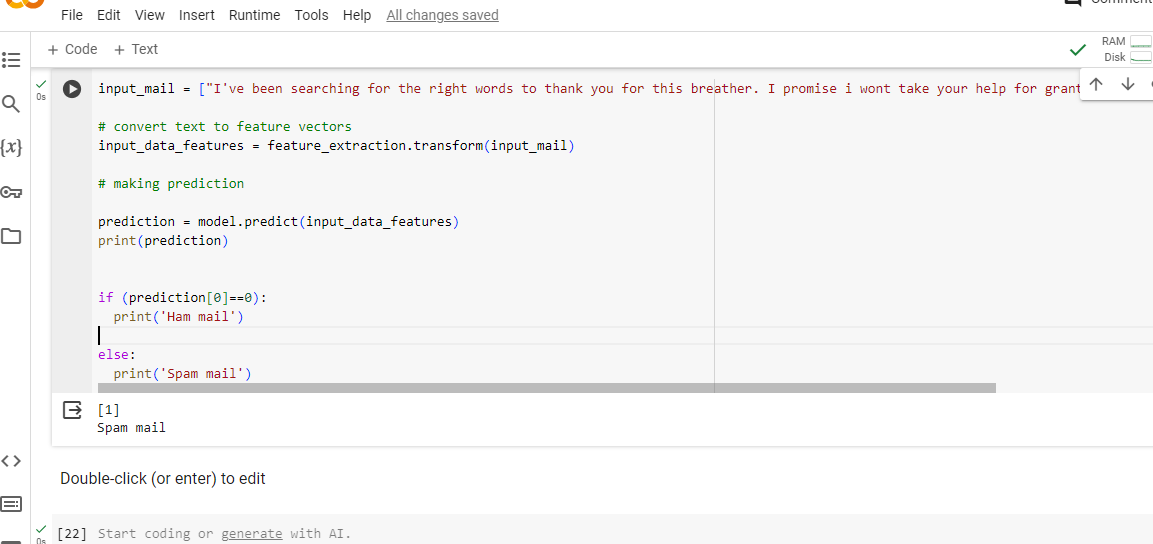 File Edit View Insert Runtime Tools Help All changes saved
+ Code + Text
RAM
Disk
0s
input_mail = ["I've been searching for the right words to thank you for this breather. I promise i wont take your help for grant
# convert text to feature vectors
input_data_features = feature_extraction.transform(input_mail)
# making prediction
prediction = model.predict(input_data_features)
print(prediction)
if (prediction[0]==0):
print('Ham mail')
else:
print('Spam mail')
{x}
[1]
Spam mail
Double-click (or enter) to edit
[22] Start coding or generate with AI.
0s